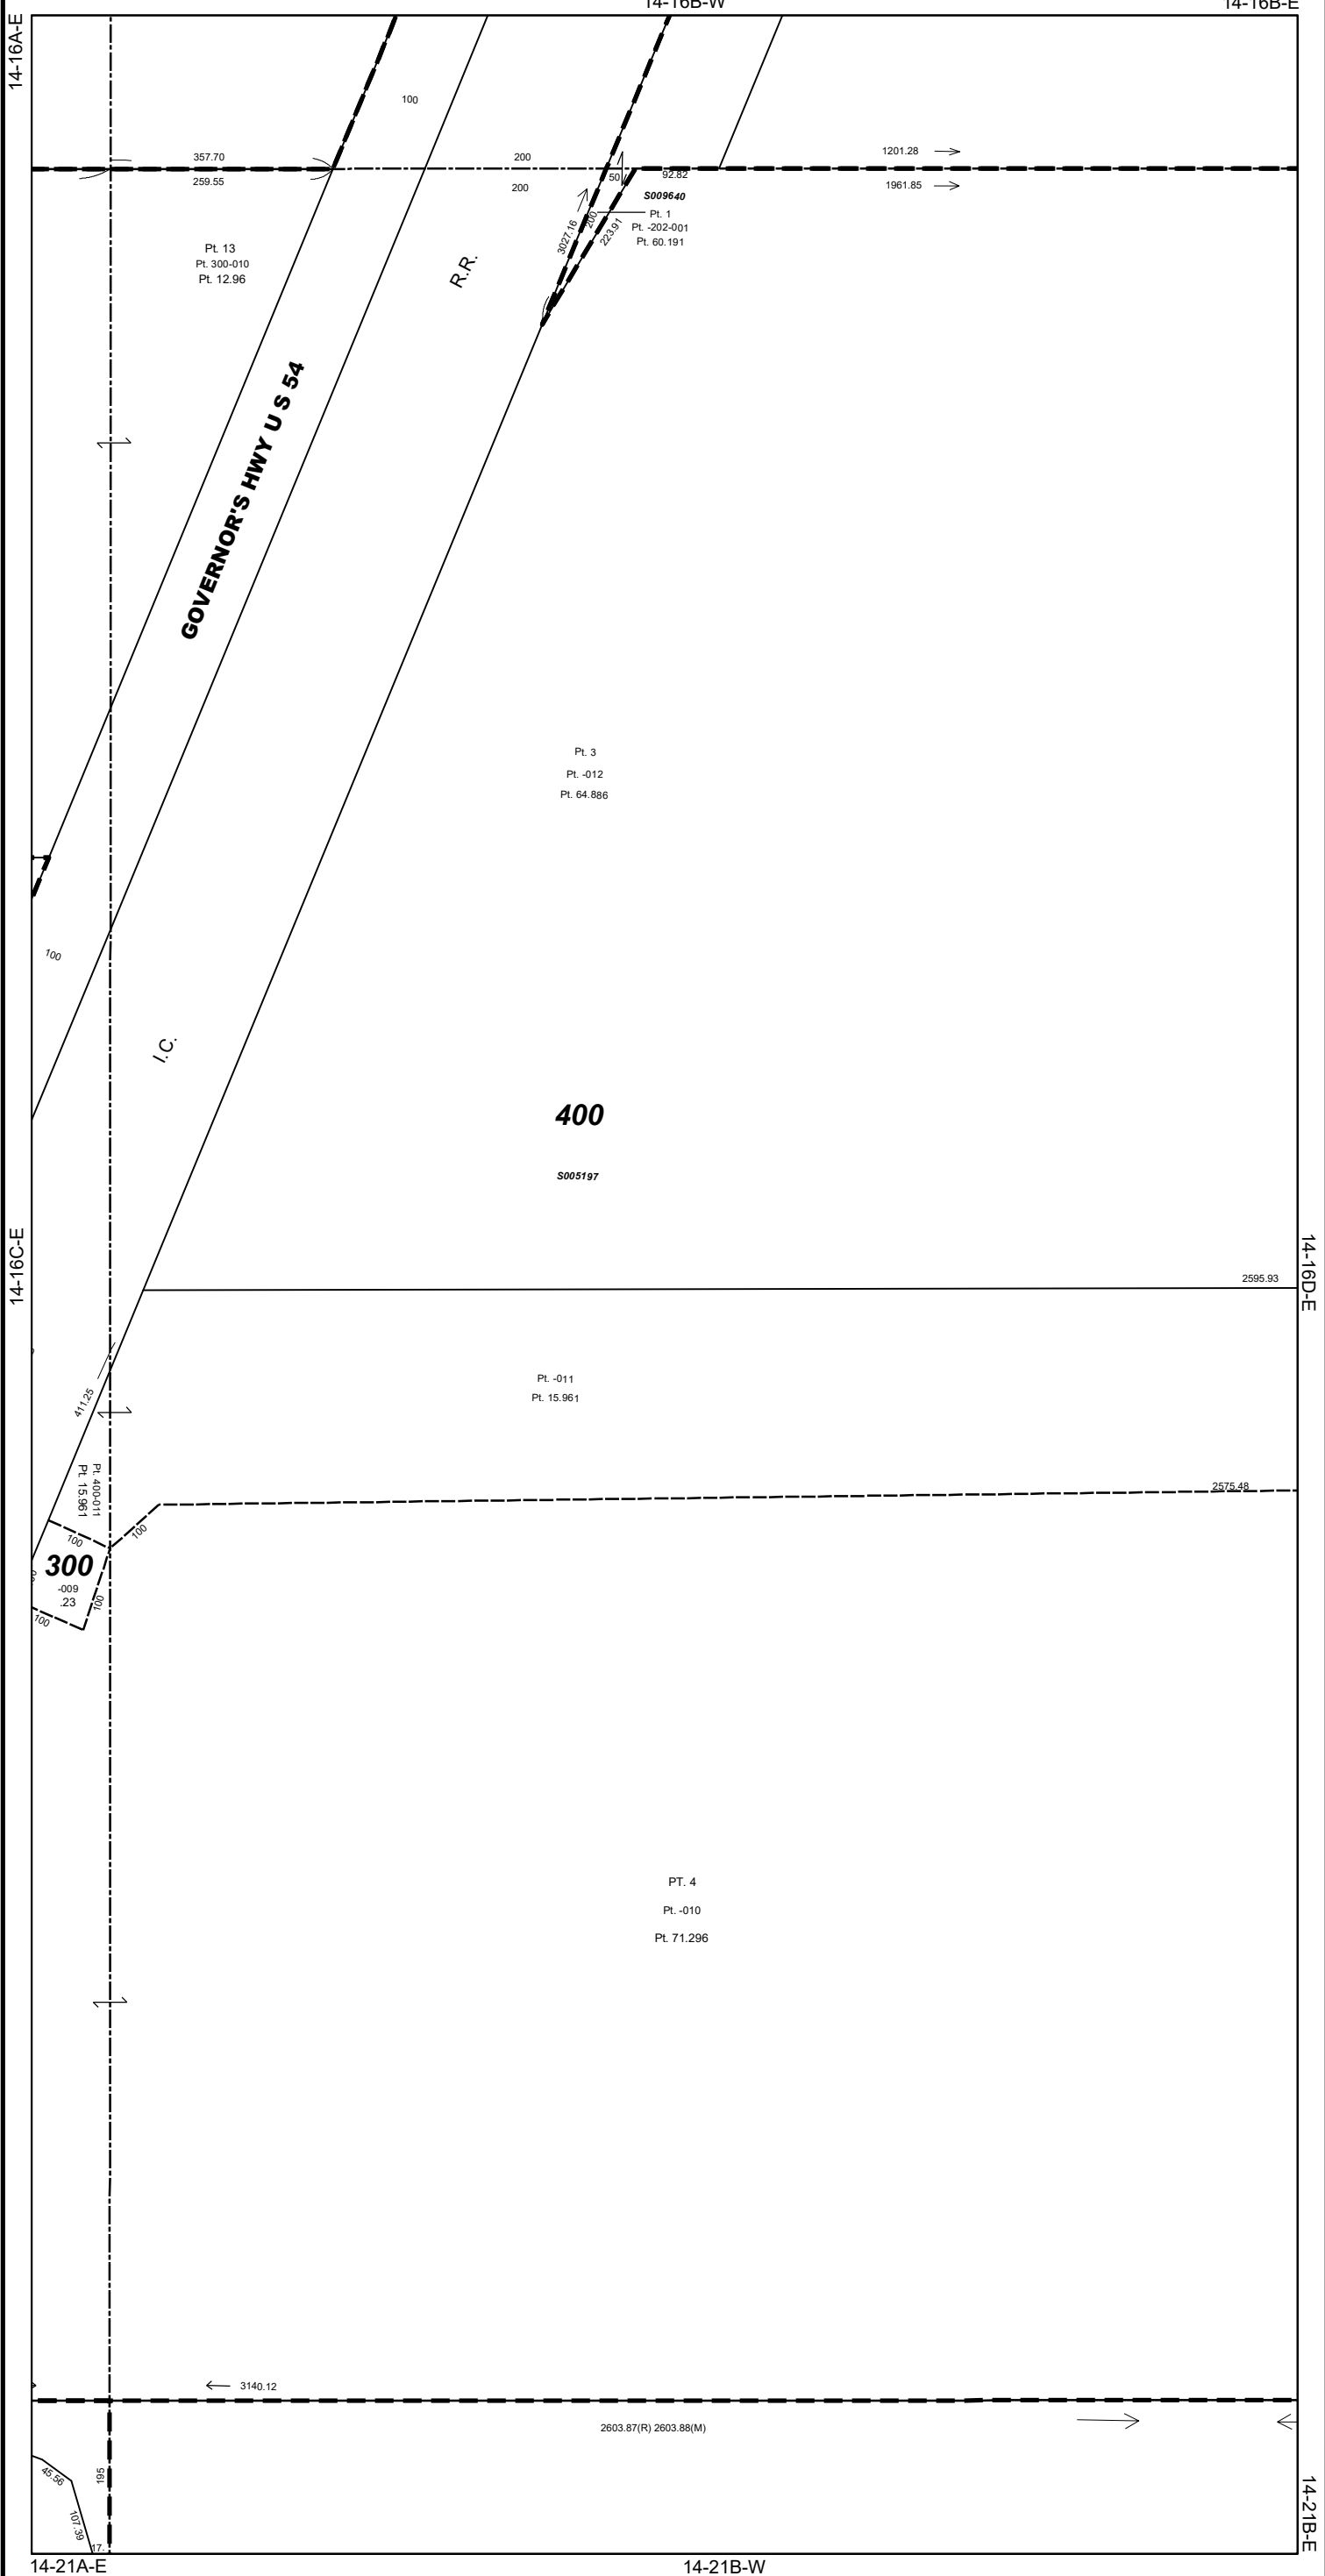 14-16B-W
14-16B-E
14-16A-E
100
357.70
200
1201.28
259.55
200
50
92.82
1961.85
S009640
3027.16
200
223.91
Pt. 1
Pt. -202-001
Pt. 60.191
Pt. 13
Pt. 300-010
Pt. 12.96
R.R.
GOVERNOR'S HWY U S 54
Pt. 3
Pt. -012
Pt. 64.886
100
I.C.
400
S005197
14-16C-E
14-16D-E
2595.93
411.25
Pt. -011
Pt. 15.961
Pt. 400-011
Pt. 15.961
2575.48
100
100
300
-009
.23
100
100
PT. 4
Pt. -010
Pt. 71.296
3140.12
2603.87(R) 2603.88(M)
45.56
195
107.39
17.
14-21B-E
14-21A-E
14-21B-W